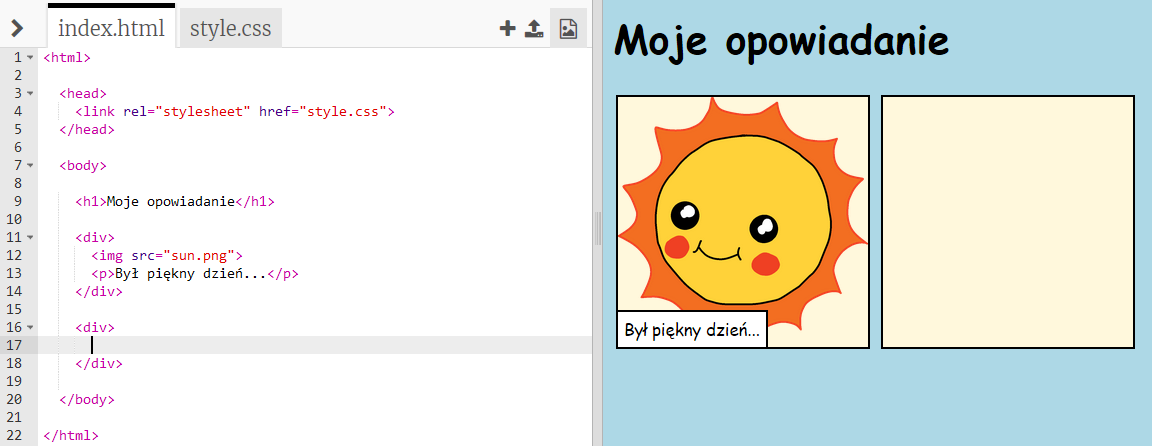 index.html style.css
1 <html>
2
3 <head>
4 <link rel="stylesheet" href="style.css">
5 </head>
6
7 <body>
8
9 <h1>Moje opowiadanie</h1>
10
11 <div>
12 <img src="sun.png">
13 <p>Był piękny dzień...</p>
14 </div>
15
16 <div>
17
18 </div>
19
20 </body>
21
22 </html>
Moje opowiadanie
Był piękny dzień...